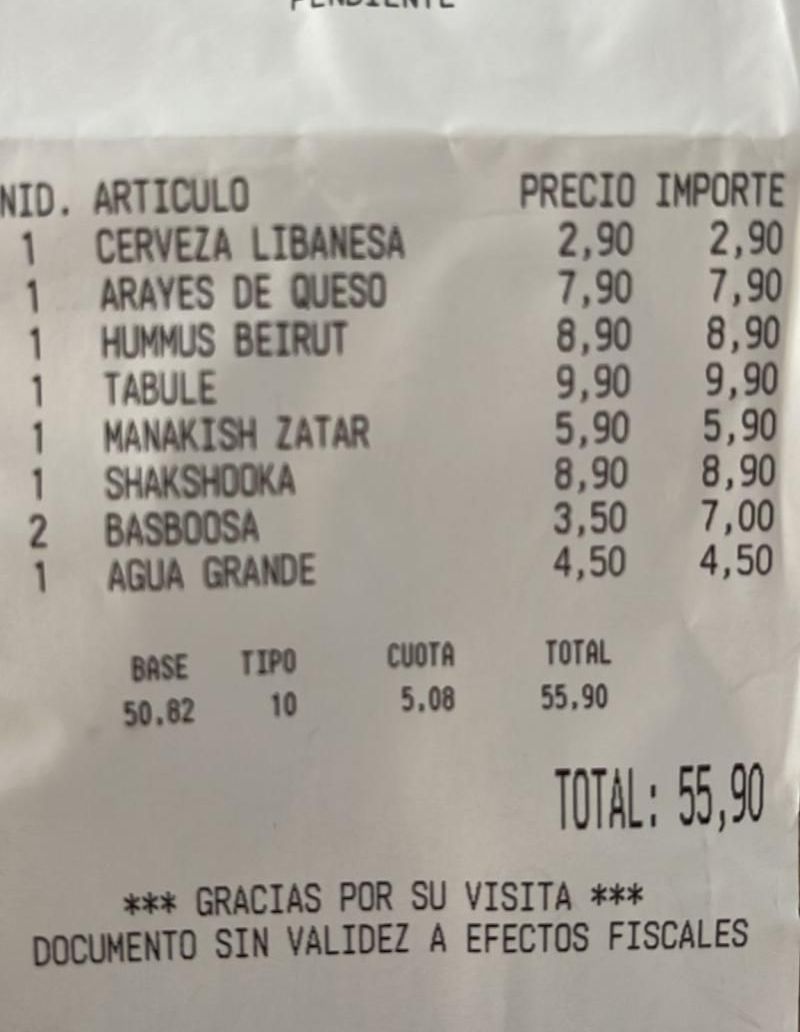 PENDIENTE
NID. ARTICULO PRECIO IMPORTE
1 CERVEZA LIBANESA 2,90 2,90
1 ARAYES DE QUESO 7,90 7,90
1 HUMMUS BEIRUT 8,90 8,90
1 TABULE 9,90 9,90
1 MANAKISH ZATAR 5,90 5,90
1 SHAKSHOOKA 8,90 8,90
2 BASBOOSA 3,50 7,00
1 AGUA GRANDE 4,50 4,50
BASE TIPO CUOTA TOTAL
50,82 10 5,08 55,90
TOTAL: 55,90
*** GRACIAS POR SU VISITA ***
DOCUMENTO SIN VALIDEZ A EFECTOS FISCALES